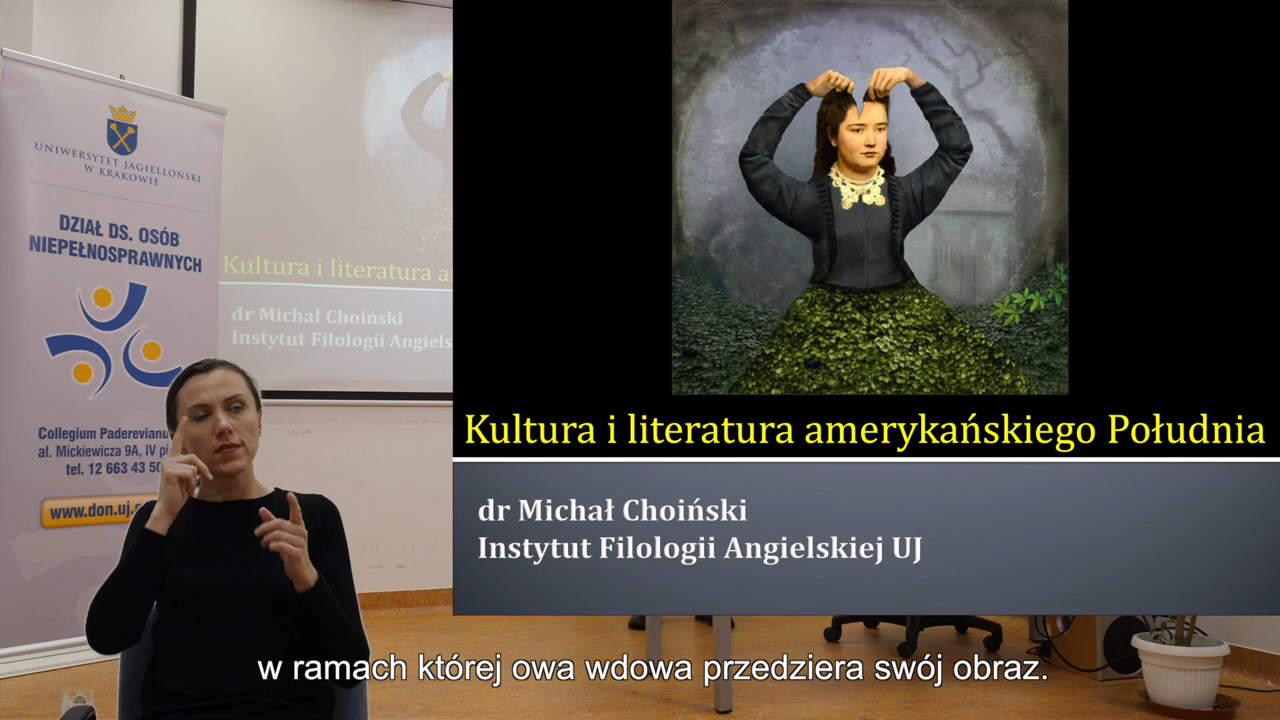 UNIWERSYTET JAGIELLOŃSKI
W KRAKOWIE
DZIAŁ DS. OSÓB
NIEPEŁNOSPRAWNYCH
Collegium
al. Mickiewicza 9A, IV
tel. 12 663 43 50
www.don.uj.
Kultura i literatura
dr Michał Choiński
Instytut Filologii
Kultura i literatura amerykańskiego Południa
dr Michał Choiński
Instytut Filologii Angielskiej UJ
w ramach której owa wdowa przedziera swój obraz.